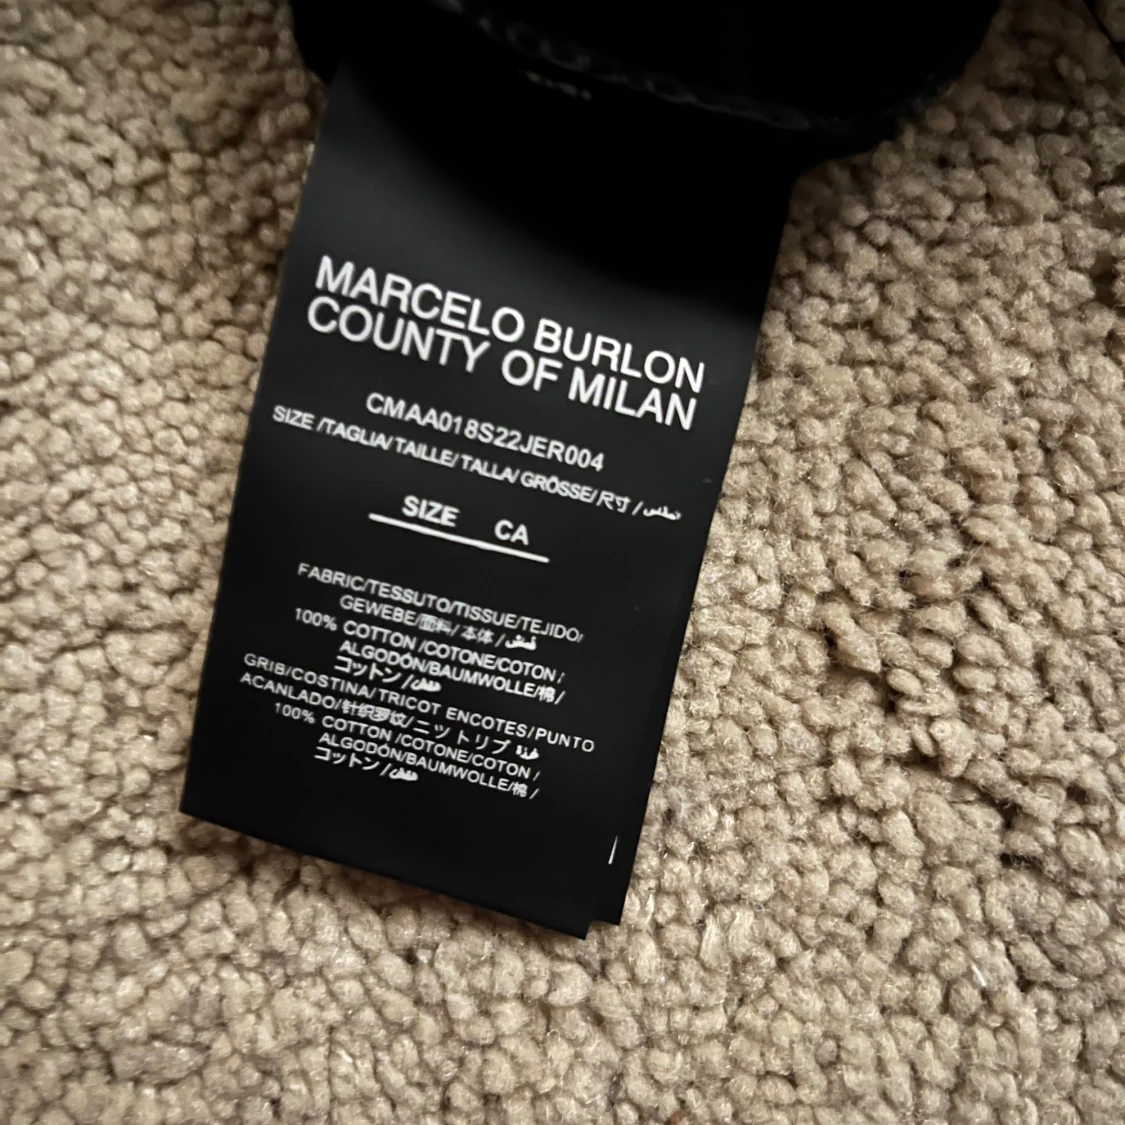 MARCELO BURLON
COUNTY OF MILAN
CMAA018S22JER004
SIZE /TAGLIA/TAILLE/TALLA/GRÖSSE/尺寸 /
SIZE CA
FABRIC/TESSUTO/TISSUE/TEJIDO/
GEWEBE/面料/本体 /
100% COTTON /COTONE/COTON /
ALGODÓN/BAUMWOLLE/棉/
コットン /
GRIB/COSTINA/TRICOT ENCOTES/PUNTO
ACANLADO/针织罗纹/ニットリブ
100% COTTON /COTONE/COTON /
ALGODÓN/BAUMWOLLE/棉 /
コットン /